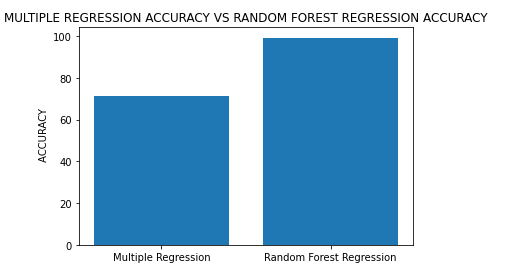 MULTIPLE REGRESSION ACCURACY VS RANDOM FOREST REGRESSION ACCURACY
100
80
60
40
20
0
ACCURACY
Multiple Regression
Random Forest Regression